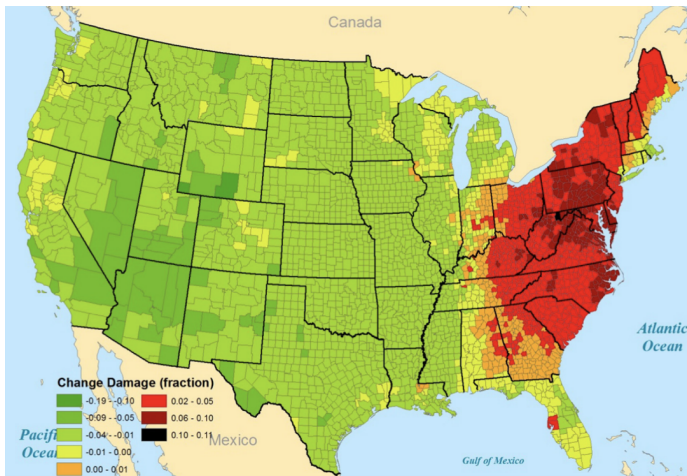 Canada
Atlantic
Ocean
Change Damage (fraction)
-0.19 - -0.10
-0.09 - -0.05
-0.04 - -0.01
-0.01 - 0.00
0.00 - 0.01
0.02 - 0.05
0.06 - 0.10
0.10 - 0.11
Pacific
Ocean
Mexico
Gulf of Mexico